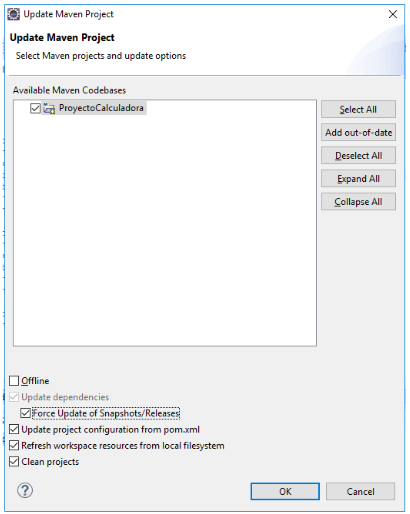 Update Maven Project
Update Maven Project
Select Maven projects and update options
Available Maven Codebases
ProyectoCalculadora
Select All
Add out-of-date
Deselect All
Expand All
Collapse All
Offline
Update dependencies
Force Update of Snapshots/Releases
Update project configuration from pom.xml
Refresh workspace resources from local filesystem
Clean projects
?
OK
Cancel